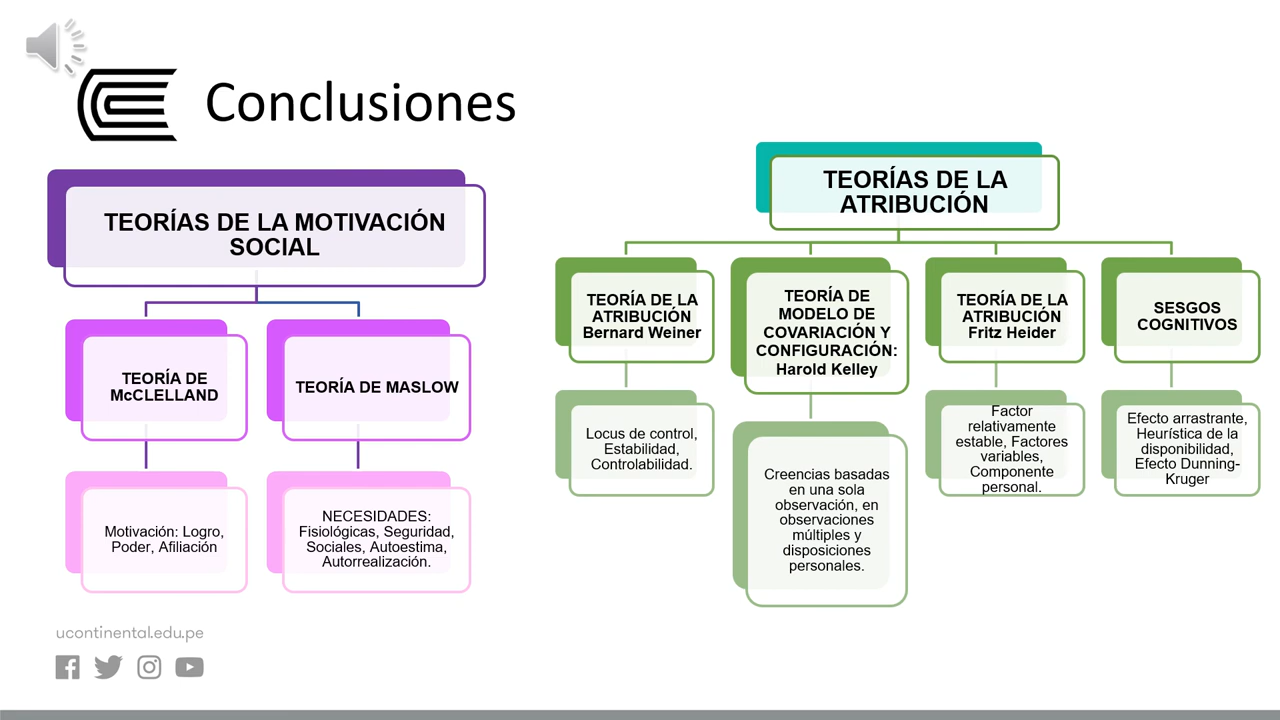 Conclusiones
TEORÍAS DE LA MOTIVACIÓN
SOCIAL
TEORÍA DE
McCLELLAND
TEORÍA DE MASLOW
Motivación: Logro,
Poder, Afiliación
NECESIDADES:
Fisiológicas, Seguridad,
Sociales, Autoestima,
Autorrealización.
TEORÍAS DE LA
ATRIBUCIÓN
TEORÍA DE LA
ATRIBUCIÓN
Bernard Weiner
TEORÍA DE
MODELO DE
COVARIACIÓN Y
CONFIGURACIÓN:
Harold Kelley
TEORÍA DE LA
ATRIBUCIÓN
Fritz Heider
SESGOS
COGNITIVOS
Locus de control,
Estabilidad,
Controlabilidad.
Creencias basadas
en una sola
observación, en
observaciones
múltiples y
disposiciones
personales.
Factor
relativamente
estable, Factores
variables,
Componente
personal.
Efecto arrastrante,
Heurística de la
disponibilidad,
Efecto Dunning-
Kruger
ucontinental.edu.pe